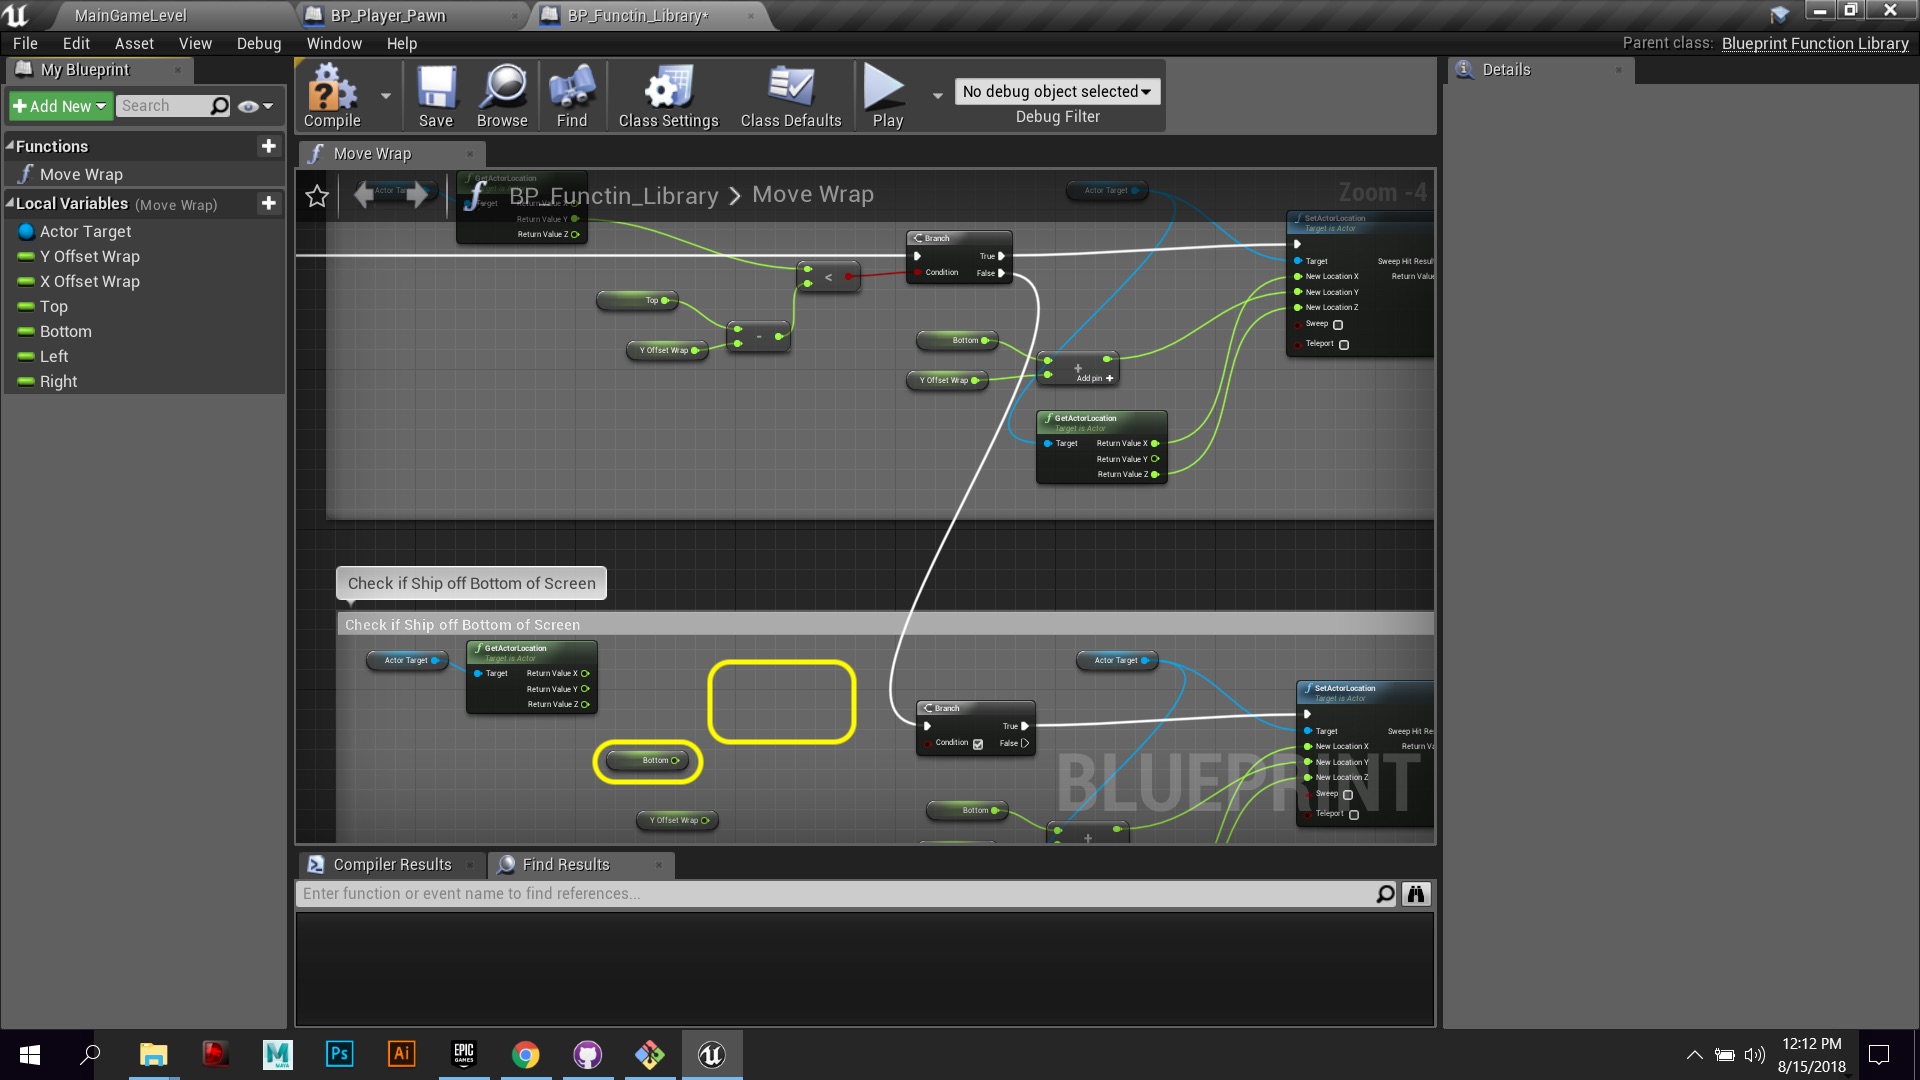 MainGameLevel
BP_Player_Pawn
BP_Functin_Library*
File Edit Asset View Debug Window Help
Parent class: Blueprint Function Library
My Blueprint
Add New
Search
Compile
Save
Browse
Find
Class Settings
Class Defaults
Play
No debug object selected
Debug Filter
Details
Functions
Move Wrap
Local Variables (Move Wrap)
Actor Target
Y Offset Wrap
X Offset Wrap
Top
Bottom
Left
Right
Move Wrap
BP_Functin_Library > Move Wrap
Zoom -4
GetActorLocation
Return Value Y
Return Value Z
Actor Target
Branch
True
Condition
False
<
Top
-
Y Offset Wrap
SetActorLocation
Target is Actor
Target
Sweep Hit Resul
New Location X
Return Valu
New Location Y
New Location Z
Sweep
Teleport
Bottom
Y Offset Wrap
+
Add pin +
GetActorLocation
Target is Actor
Target
Return Value X
Return Value Y
Return Value Z
Check if Ship off Bottom of Screen
Check if Ship off Bottom of Screen
Actor Target
GetActorLocation
Target is Actor
Target
Return Value X
Return Value Y
Return Value Z
Bottom
Y Offset Wrap
Branch
True
Condition
False
Actor Target
SetActorLocation
Target is Actor
Target
Sweep Hit Res
New Location X
Return Va
New Location Y
New Location Z
Sweep
Teleport
Bottom
+
BLUEPRINT
Compiler Results
Find Results
Enter function or event name to find references...
MAYA
Ps
Ai
EPIC
GAMES
12:12 PM
8/15/2018